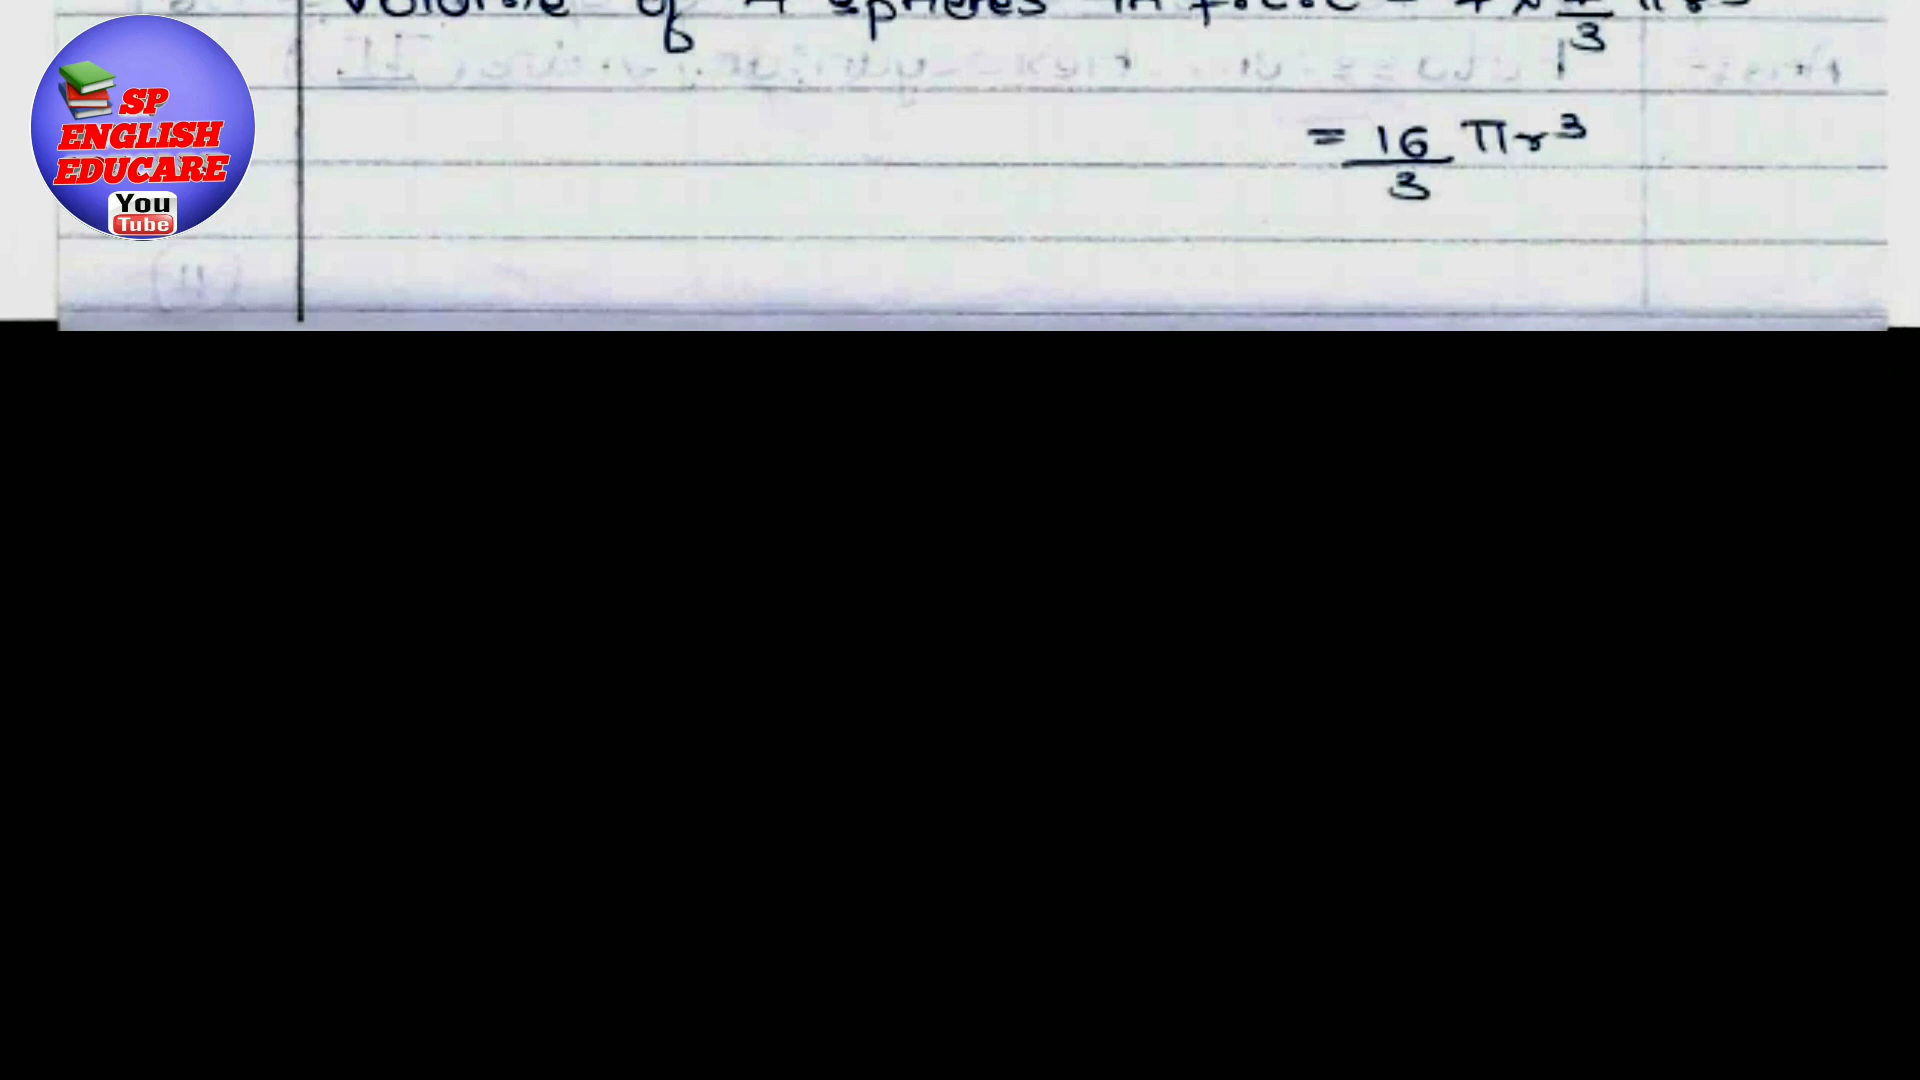 SP
ENGLISH
EDUCARE
You
Tube
Volume of 4 spheres in f.c.c. = 4 × 4/3 πr³
= 16/3 πr³